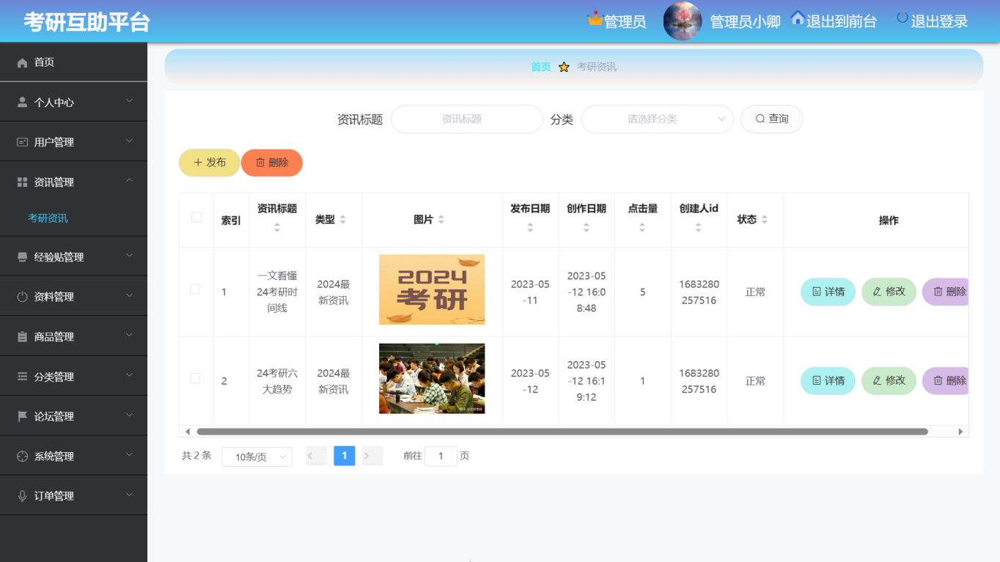 考研互助平台
管理员
管理员小卿
退出到前台
退出登录
首页
个人中心
用户管理
资讯管理
考研资讯
经验贴管理
资料管理
商品管理
分类管理
论坛管理
系统管理
订单管理
首页 考研资讯
资讯标题 资讯标题 分类 请选择分类 查询
发布 删除
索引 资讯标题 类型 图片 发布日期 创作日期 点击量 创建人id 状态 操作
1
一文看懂
24考研时
间线
2024最
新资讯
2024
考研
2023-05
-11
2023-05
-12 16:0
8:48
5
1683280
257516
正常
详情 修改 删除
2
24考研六
大趋势
2024最
新资讯
2023-05
-12
2023-05
-12 16:1
9:12
1
1683280
257516
正常
详情 修改 删除
共 2 条 10条/页 1 前往 1 页